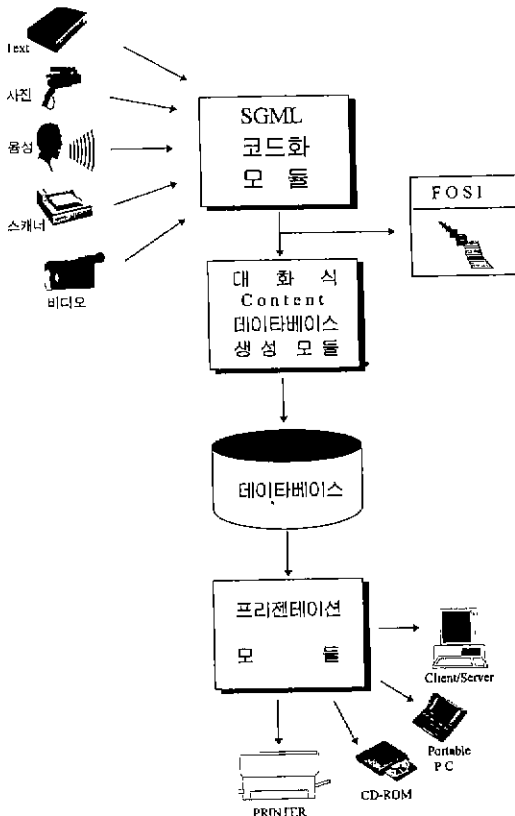 Text
사진
음성
스캐너
비디오
SGML
코드화
모 듈
FOSI
대 화 식
Content
데이타베이스
생 성 모 듈
데이타베이스
프리젠테이션
모 듈
Client/Server
Portable
P C
CD-ROM
PRINTER